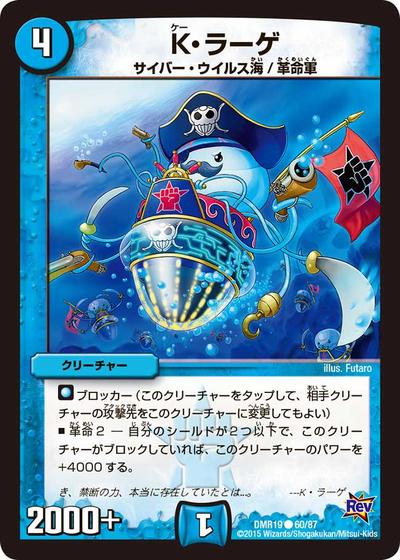 4
ケー
K・ラーゲ
かい かくめいぐん
サイバー・ウイルス海 / 革命軍
クリーチャー
illus. Futaro
ブロッカー (このクリーチャーをタップして、相手クリ
ーチャーの攻撃先をこのクリーチャーに変更してもよい)
■ 革命2 ― 自分のシールドが2つ以下で、このクリ
ーチャーがブロックしていれば、このクリーチャーのパワーを
+4000する。
き、禁断の力、本当に存在していたとは…。 ---K・ラーゲ
2000+
1
DMR19 ● 60/87
©2015 Wizards/Shogakukan/Mitsui-Kids
Rev